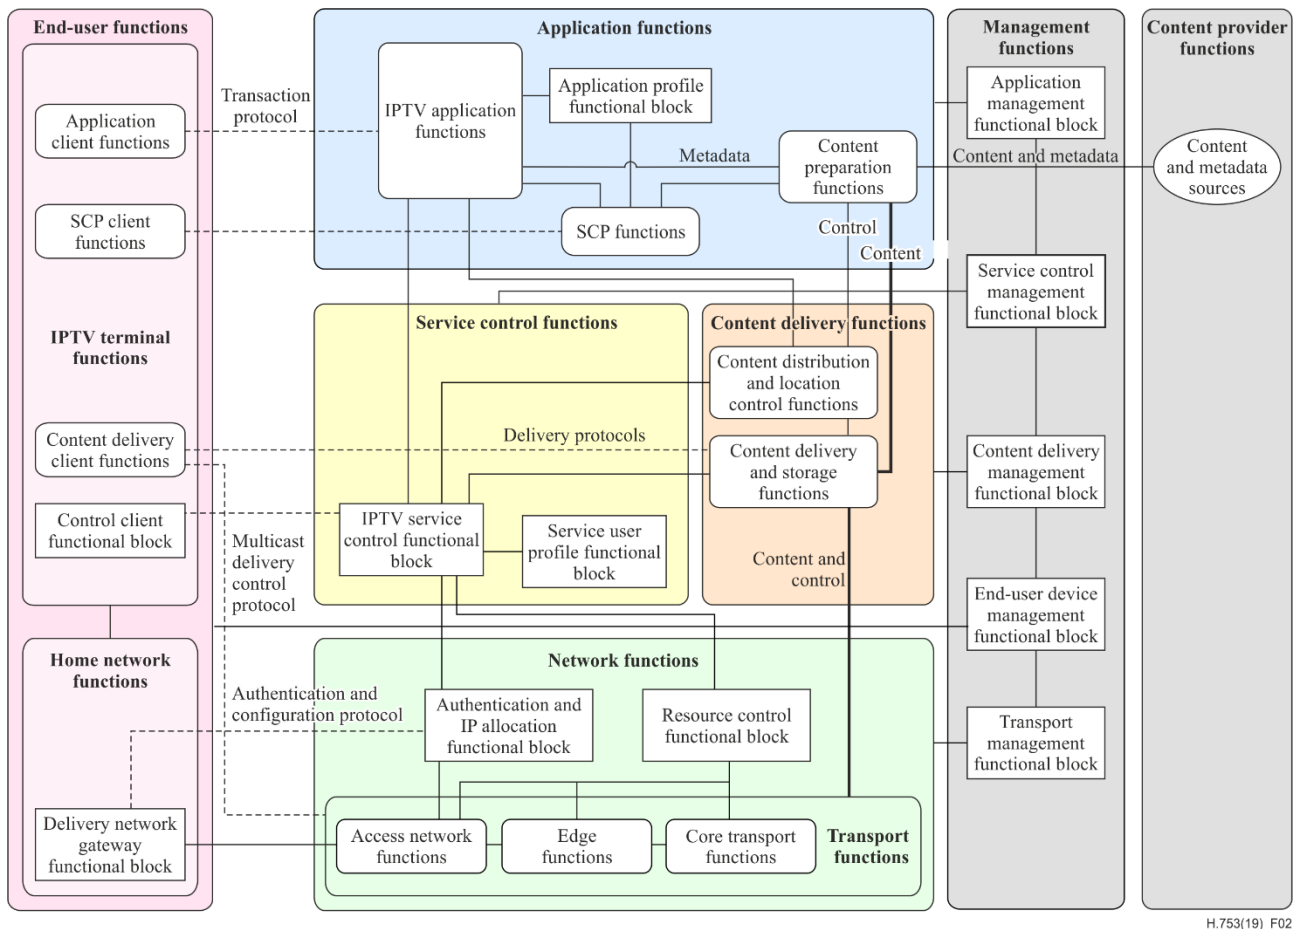 End-user functions
Application
client functions
SCP client
functions
IPTV terminal
functions
Content delivery
client functions
Control client
functional block
Home network
functions
Delivery network
gateway
functional block
Transaction
protocol
Multicast
delivery
control
protocol
Authentication and
configuration protocol
Application functions
IPTV application
functions
Application profile
functional block
Metadata
Content
preparation
functions
SCP functions
Control
Content
Service control functions
Delivery protocols
IPTV service
control functional
block
Service user
profile functional
block
Content delivery functions
Content distribution
and location
control functions
Content delivery
and storage
functions
Content and
control
Network functions
Authentication and
IP allocation
functional block
Resource control
functional block
Access network
functions
Edge
functions
Core transport
functions
Transport
functions
Management
functions
Application
management
functional block
Content and metadata
Service control
management
functional block
Content delivery
management
functional block
End-user device
management
functional block
Transport
management
functional block
Content provider
functions
Content
and metadata
sources
H.753(19)_F02